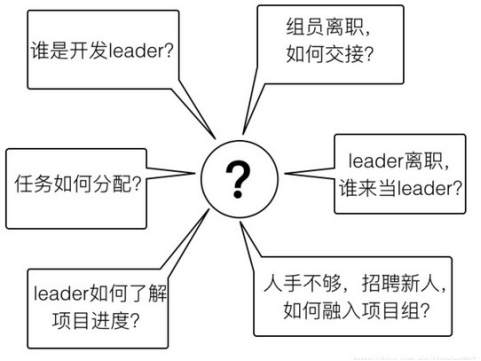 谁是开发leader?
组员离职,
如何交接?
任务如何分配?
?
leader离职,
谁来当leader?
leader如何了解
项目进度?
人手不够，招聘新人，
如何融入项目组?